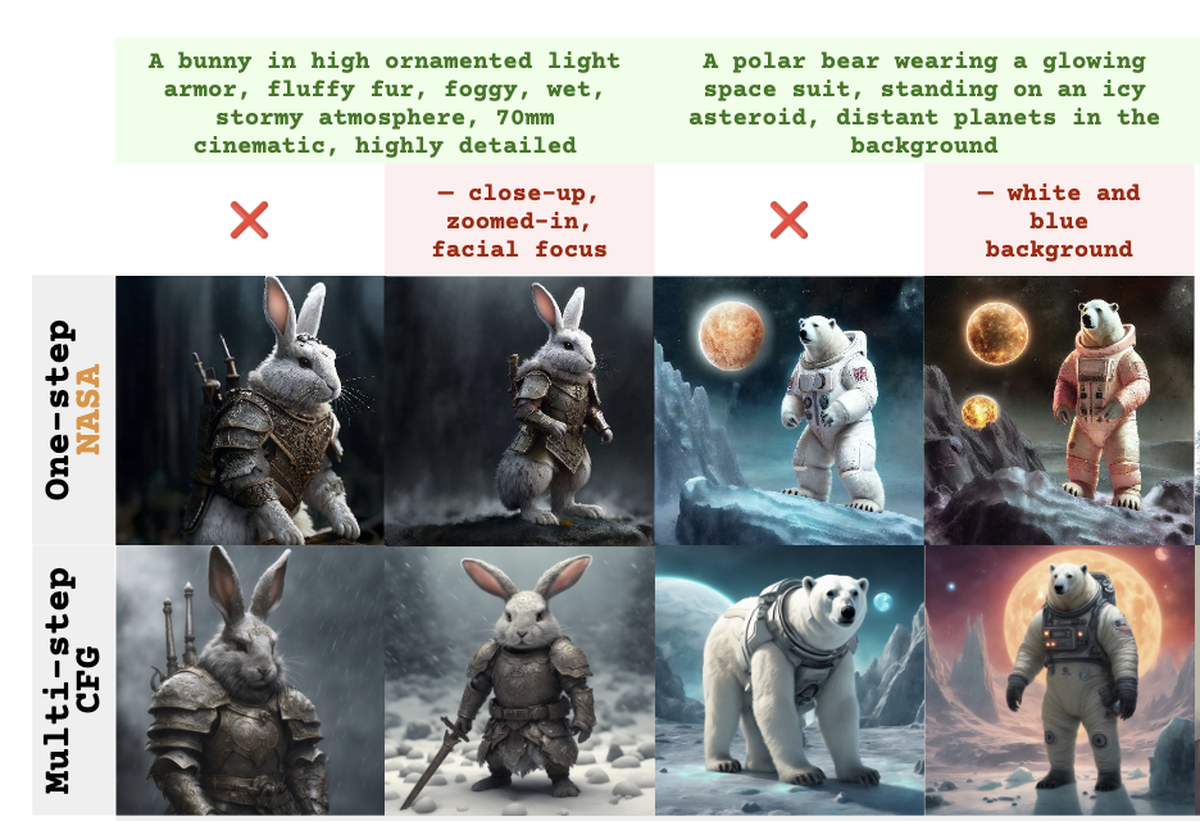 A bunny in high ornamented light
armor, fluffy fur, foggy, wet,
stormy atmosphere, 70mm
cinematic, highly detailed
A polar bear wearing a glowing
space suit, standing on an icy
asteroid, distant planets in the
background
— close-up,
zoomed-in,
facial focus
— white and
blue
background
One-step
NASA
Multi-step
CFG